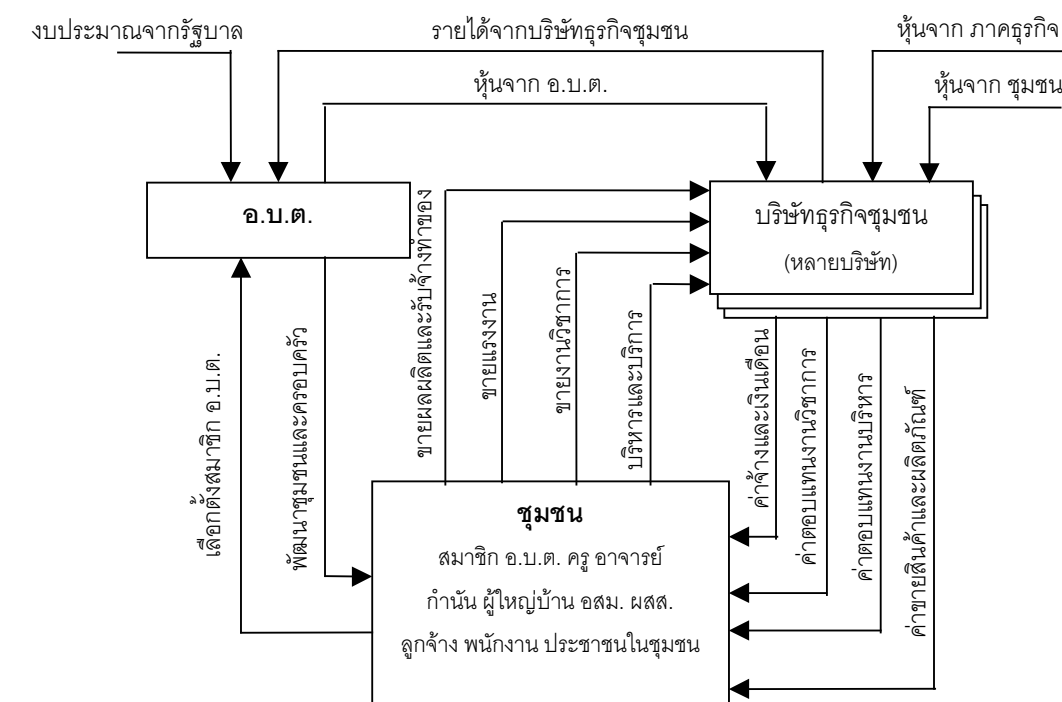 งบประมาณจากรัฐบาล
รายได้จากบริษัทธุรกิจชุมชน
หุ้นจาก ภาคธุรกิจ
หุ้นจาก อ.บ.ต.
หุ้นจาก ชุมชน
อ.บ.ต.
บริษัทธุรกิจชุมชน
(หลายบริษัท)
เลือกตั้งสมาชิก อ.บ.ต.
พัฒนาชุมชนและครอบครัว
ขายผลผลิตและรับจ้างทำของ
ขายแรงงาน
ขายงานวิชาการ
บริหารและบริการ
ค่าจ้างและเงินเดือน
ค่าตอบแทนงานวิชาการ
ค่าตอบแทนงานบริหาร
ค่าขายสินค้าและผลิตภัณฑ์
ชุมชน
สมาชิก อ.บ.ต. ครู อาจารย์
กำนัน ผู้ใหญ่บ้าน อสม. ผสส.
ลูกจ้าง พนักงาน ประชาชนในชุมชน